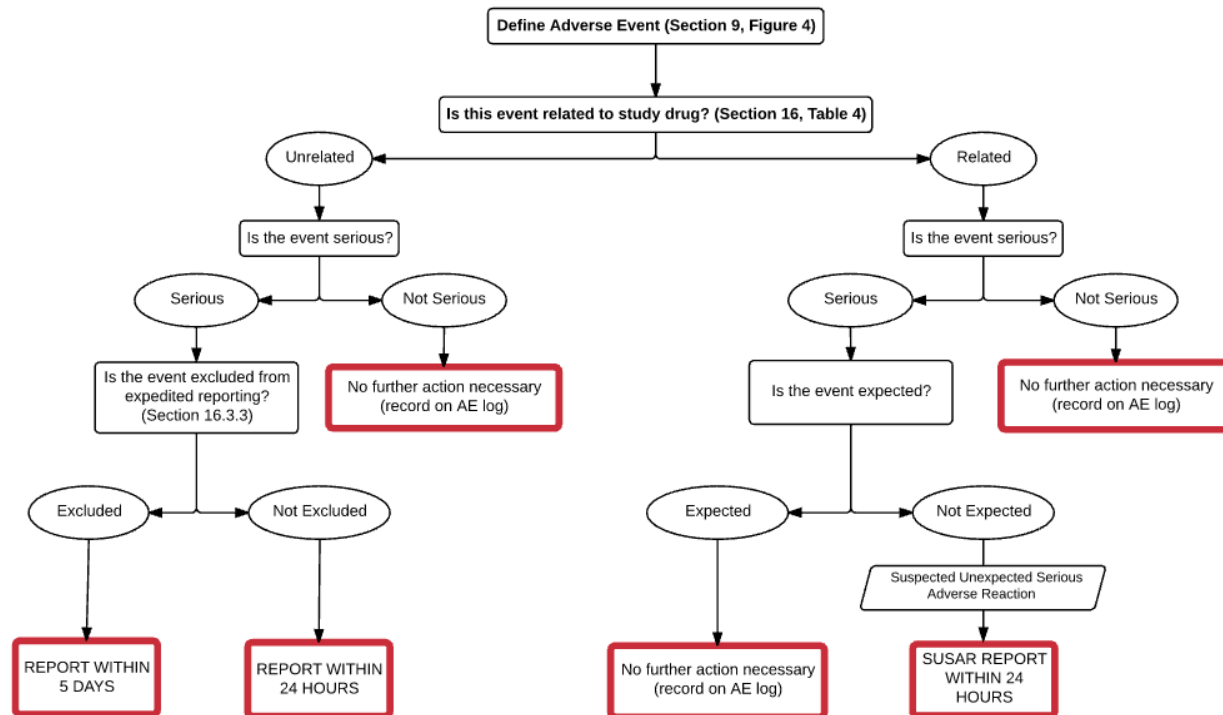 Define Adverse Event (Section 9, Figure 4)
Is this event related to study drug? (Section 16, Table 4)
Unrelated
Related
Is the event serious?
Is the event serious?
Serious
Not Serious
Serious
Not Serious
Is the event excluded from
expedited reporting?
(Section 16.3.3)
No further action necessary
(record on AE log)
Is the event expected?
No further action necessary
(record on AE log)
Excluded
Not Excluded
Expected
Not Expected
Suspected Unexpected Serious
Adverse Reaction
REPORT WITHIN
5 DAYS
REPORT WITHIN
24 HOURS
No further action necessary
(record on AE log)
SUSAR REPORT
WITHIN 24
HOURS